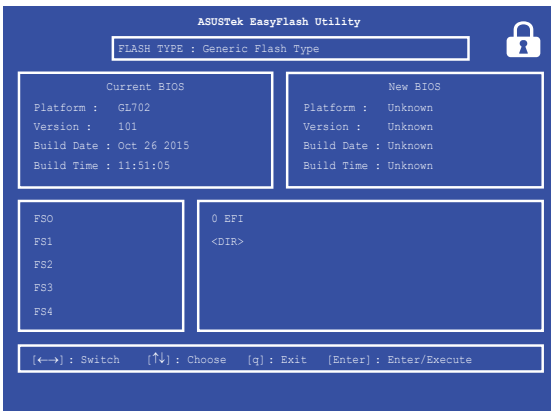 ASUSTek EasyFlash Utility
FLASH TYPE : Generic Flash Type
Current BIOS
Platform : GL702
Version : 101
Build Date : Oct 26 2015
Build Time : 11:51:05
New BIOS
Platform : Unknown
Version : Unknown
Build Date : Unknown
Build Time : Unknown
FSO
FS1
FS2
FS3
FS4
0 EFI
<DIR>
[←→] : Switch [↑↓] : Choose [q] : Exit [Enter] : Enter/Execute